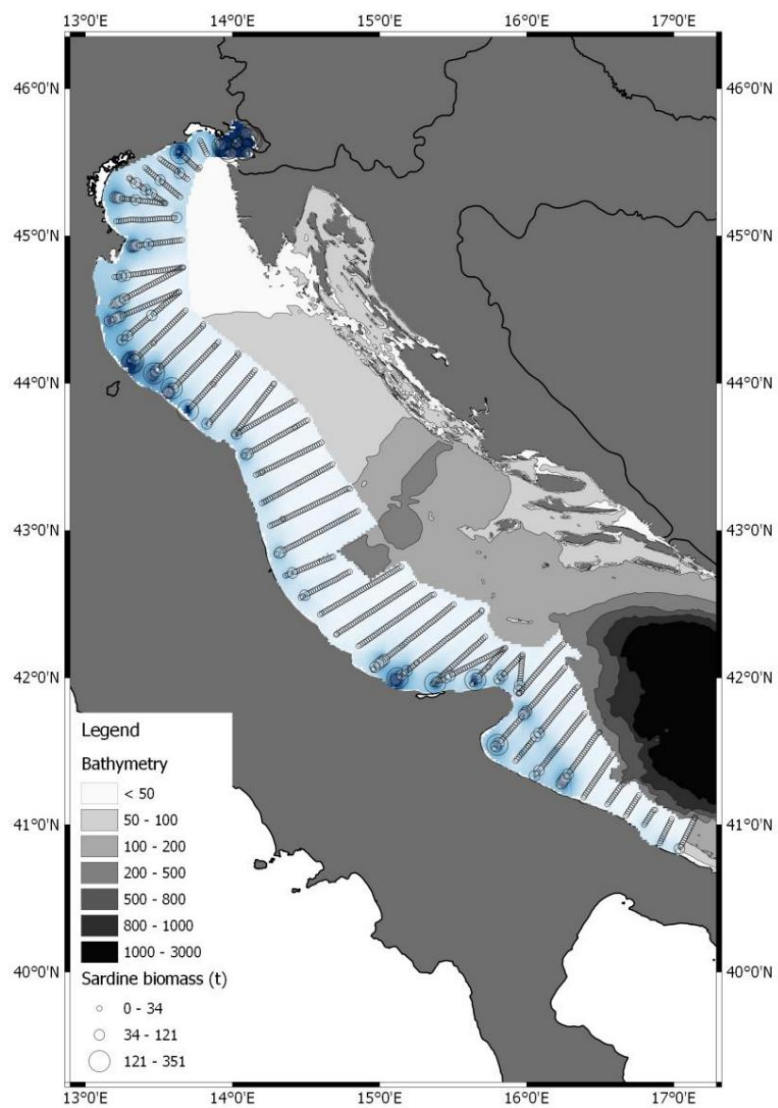 13°0'E 14°0'E 15°0'E 16°0'E 17°0'E
46°0'N 46°0'N
45°0'N 45°0'N
44°0'N 44°0'N
43°0'N 43°0'N
42°0'N 42°0'N
Legend
Bathymetry
< 50
50 - 100
41°0'N 41°0'N
100 - 200
200 - 500
500 - 800
800 - 1000
1000 - 3000
40°0'N 40°0'N
Sardine biomass (t)
0 - 34
34 - 121
121 - 351
13°0'E 14°0'E 15°0'E 16°0'E 17°0'E